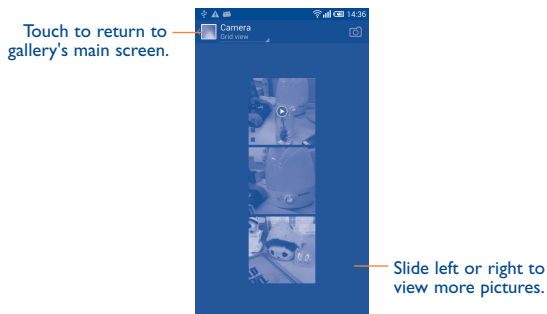 14:36
Camera
Grid view
Touch to return to
gallery's main screen.
Slide left or right to
view more pictures.